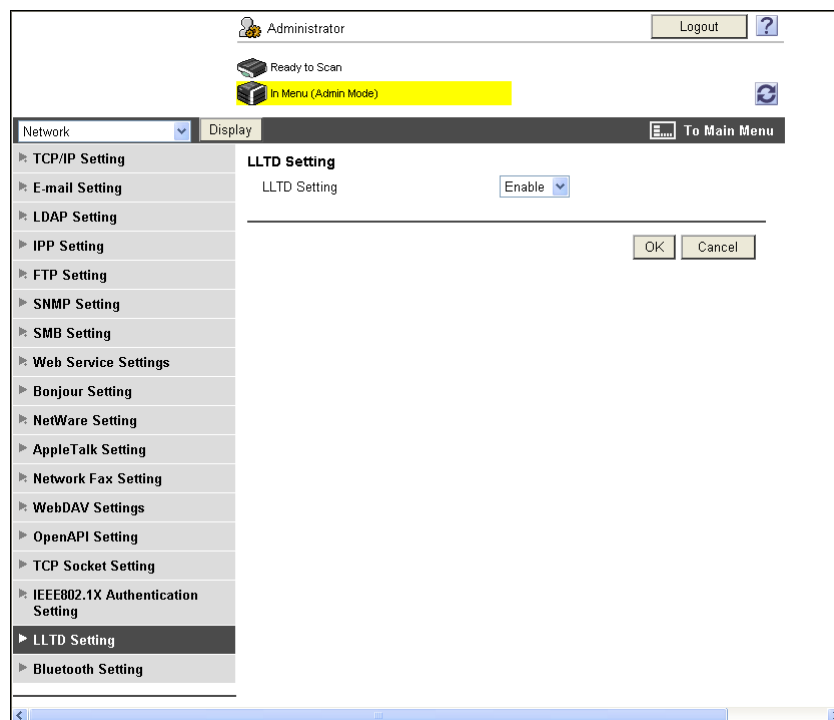 Administrator
Logout
?
Ready to Scan
In Menu (Admin Mode)
Network
Display
To Main Menu
TCP/IP Setting
E-mail Setting
LDAP Setting
IPP Setting
FTP Setting
SNMP Setting
SMB Setting
Web Service Settings
Bonjour Setting
NetWare Setting
AppleTalk Setting
Network Fax Setting
WebDAV Settings
OpenAPI Setting
TCP Socket Setting
IEEE802.1X Authentication
Setting
LLTD Setting
Bluetooth Setting
LLTD Setting
LLTD Setting
Enable
OK
Cancel